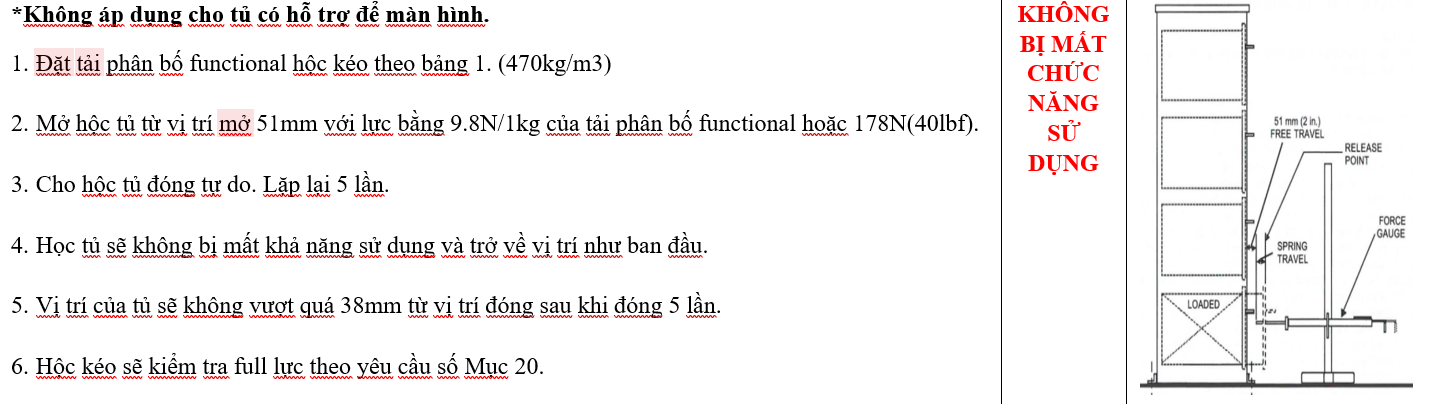 *Không áp dụng cho tủ có hỗ trợ để màn hình.
1. Đặt tải phân bố functional hộc kéo theo bảng 1. (470kg/m3)
2. Mở hộc tủ từ vị trí mở 51mm với lực bằng 9.8N/1kg của tải phân bố functional hoặc 178N(40lbf).
3. Cho hộc tủ đóng tự do. Lặp lại 5 lần.
4. Học tủ sẽ không bị mất khả năng sử dụng và trở về vị trí như ban đầu.
5. Vị trí của tủ sẽ không vượt quá 38mm từ vị trí đóng sau khi đóng 5 lần.
6. Hộc kéo sẽ kiểm tra full lực theo yêu cầu số Mục 20.
KHÔNG
BỊ MẤT
CHỨC
NĂNG
SỬ
DỤNG
51 mm (2 in.)
FREE TRAVEL
RELEASE
POINT
FORCE
GAUGE
SPRING
TRAVEL
LOADED